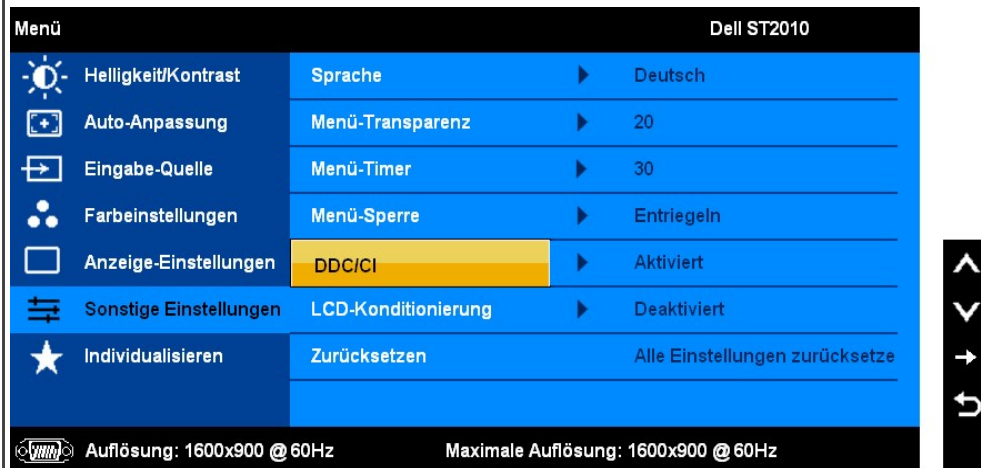 Menü Dell ST2010
Helligkeit/Kontrast Sprache Deutsch
Auto-Anpassung Menü-Transparenz 20
Eingabe-Quelle Menü-Timer 30
Farbeinstellungen Menü-Sperre Entriegeln
Anzeige-Einstellungen DDC/CI Aktiviert
Sonstige Einstellungen LCD-Konditionierung Deaktiviert
Individualisieren Zurücksetzen Alle Einstellungen zurücksetze
Auflösung: 1600x900 @ 60Hz Maximale Auflösung: 1600x900 @ 60Hz